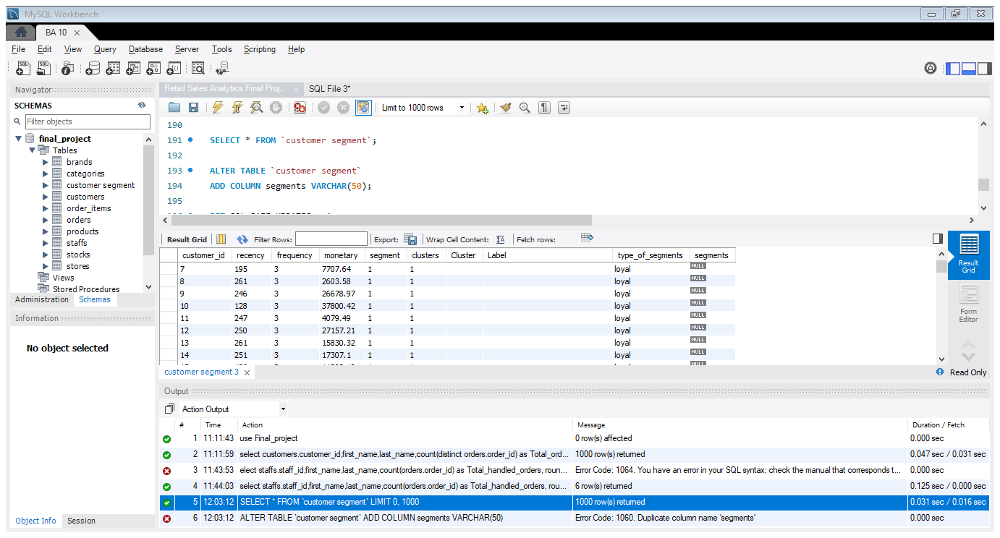 MySQL Workbench
BA 10
File Edit View Query Database Server Tools Scripting Help
Navigator
SCHEMAS
Filter objects
final_project
Tables
brands
categories
customer segment
customers
order_items
orders
products
staffs
stocks
stores
Views
Stored Procedures
Administration Schemas
Information
No object selected
Object Info Session
Retail Sales Analytics Final Proj... SQL File 3*
Limit to 1000 rows
190
191 SELECT * FROM `customer segment`;
192
193 ALTER TABLE `customer segment`
194 ADD COLUMN segments VARCHAR(50);
195
Result Grid Filter Rows: Export: Wrap Cell Content: Fetch rows:
customer_id recency frequency monetary segment clusters Cluster Label type_of_segments segments
7 195 3 7707.64 1 1 loyal NULL
8 261 3 2603.58 1 1 loyal NULL
9 246 3 26678.97 1 1 loyal NULL
10 128 3 37800.42 1 1 loyal NULL
11 247 3 4079.49 1 1 loyal NULL
12 250 3 27157.21 1 1 loyal NULL
13 261 3 15830.32 1 1 loyal NULL
14 251 3 17307.1 1 1 loyal NULL
Result Grid
Form Editor
customer segment 3
Read Only
Output
Action Output
# Time Action Message Duration / Fetch
1 11:11:43 use Final_project 0 row(s) affected 0.000 sec
2 11:11:59 select customers.customer_id,first_name,last_name,count(distinct orders.order_id) as Total_ord... 1000 row(s) returned 0.047 sec / 0.031 sec
3 11:43:53 elect staffs.staff_id,first_name,last_name,count(orders.order_id) as Total_handled_orders, roun... Error Code: 1064. You have an error in your SQL syntax; check the manual that corresponds t... 0.000 sec
4 11:44:03 select staffs.staff_id,first_name,last_name,count(orders.order_id) as Total_handled_orders, rou... 6 row(s) returned 0.125 sec / 0.000 sec
5 12:03:12 SELECT * FROM `customer segment` LIMIT 0, 1000 1000 row(s) returned 0.031 sec / 0.016 sec
6 12:03:12 ALTER TABLE `customer segment` ADD COLUMN segments VARCHAR(50) Error Code: 1060. Duplicate column name 'segments' 0.000 sec